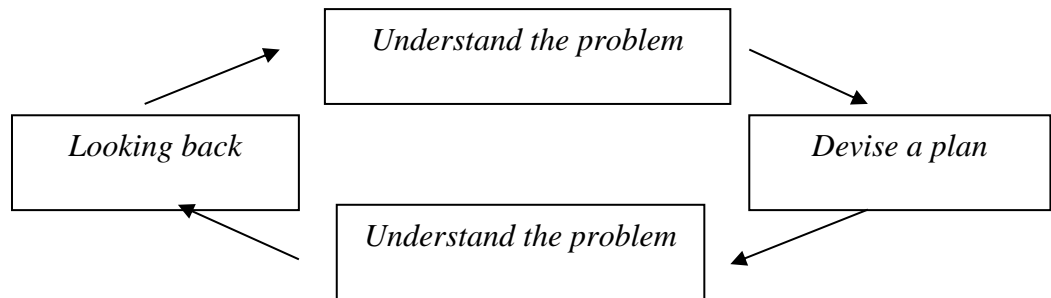 Understand the problem
Looking back
Devise a plan
Understand the problem